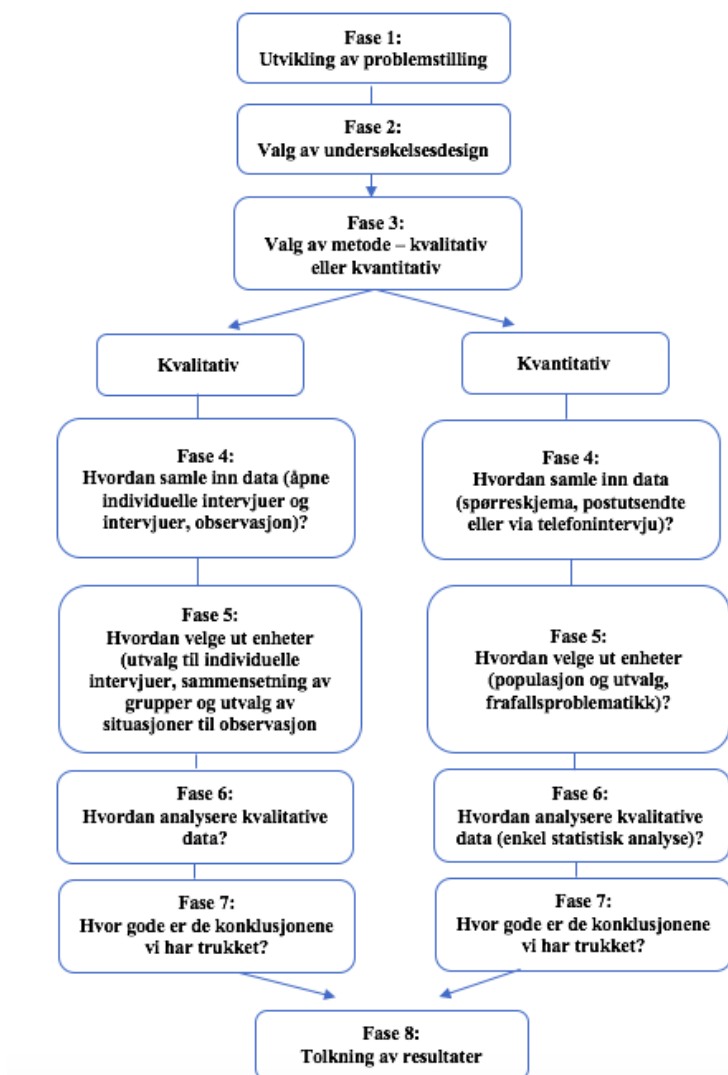 Fase 1:
Utvikling av problemstilling
Fase 2:
Valg av undersøkelsesdesign
Fase 3:
Valg av metode – kvalitativ
eller kvantitativ
Kvalitativ
Fase 4:
Hvordan samle inn data (åpne
individuelle intervjuer og
intervjuer, observasjon)?
Fase 5:
Hvordan velge ut enheter
(utvalg til individuelle
intervjuer, sammensetning av
grupper og utvalg av
situasjoner til observasjon
Fase 6:
Hvordan analysere kvalitative
data?
Fase 7:
Hvor gode er de konklusjonene
vi har trukket?
Kvantitativ
Fase 4:
Hvordan samle inn data
(spørreskjema, postutsendte
eller via telefonintervju)?
Fase 5:
Hvordan velge ut enheter
(populasjon og utvalg,
frafallsproblematikk)?
Fase 6:
Hvordan analysere kvalitative
data (enkel statistisk analyse)?
Fase 7:
Hvor gode er de konklusjonene
vi har trukket?
Fase 8:
Tolkning av resultater